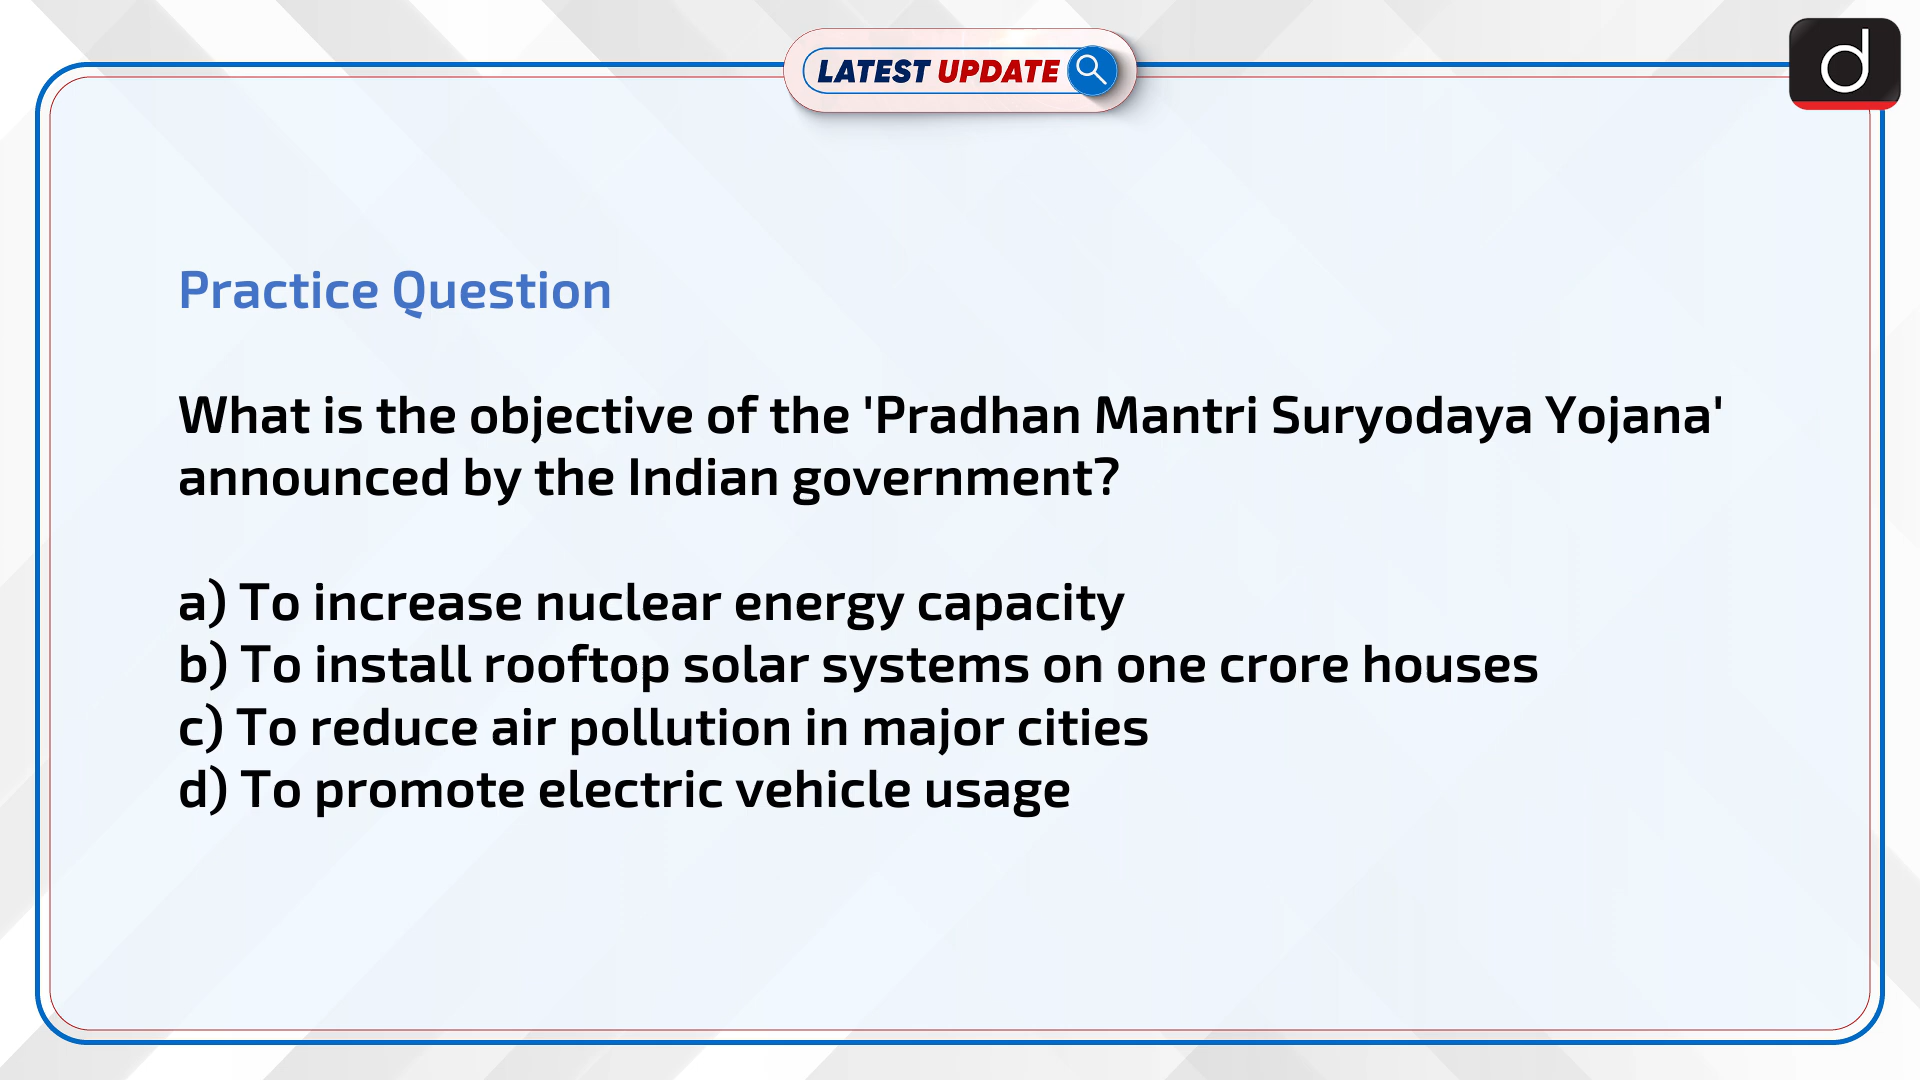 LATEST UPDATE
d
Practice Question
What is the objective of the 'Pradhan Mantri Suryodaya Yojana'
announced by the Indian government?
a) To increase nuclear energy capacity
b) To install rooftop solar systems on one crore houses
c) To reduce air pollution in major cities
d) To promote electric vehicle usage